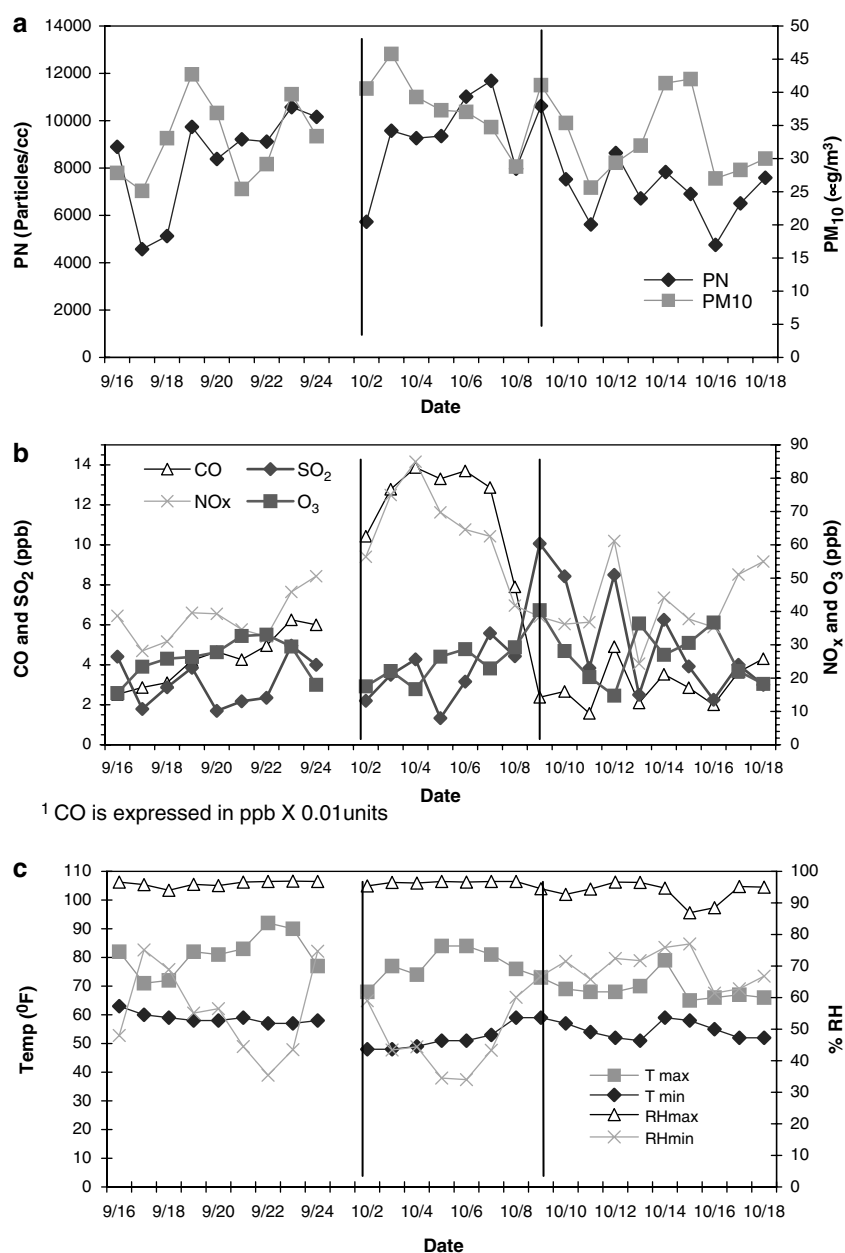 a
14000
12000
10000
8000
6000
4000
2000
0
PN (Particles/cc)
50
45
40
35
30
25
20
15
10
5
0
PM10 (∝g/m3)
PN
PM10
9/16 9/18 9/20 9/22 9/24 10/2 10/4 10/6 10/8 10/10 10/12 10/14 10/16 10/18
Date
b
14
12
10
8
6
4
2
0
CO and SO2 (ppb)
90
80
70
60
50
40
30
20
10
0
NOx and O3 (ppb)
CO SO2
NOx O3
9/16 9/18 9/20 9/22 9/24 10/2 10/4 10/6 10/8 10/10 10/12 10/14 10/16 10/18
Date
1 CO is expressed in ppb X 0.01units
c
110
100
90
80
70
60
50
40
30
20
10
0
Temp (0F)
100
90
80
70
60
50
40
30
20
10
0
% RH
T max
T min
RHmax
RHmin
9/16 9/18 9/20 9/22 9/24 10/2 10/4 10/6 10/8 10/10 10/12 10/14 10/16 10/18
Date